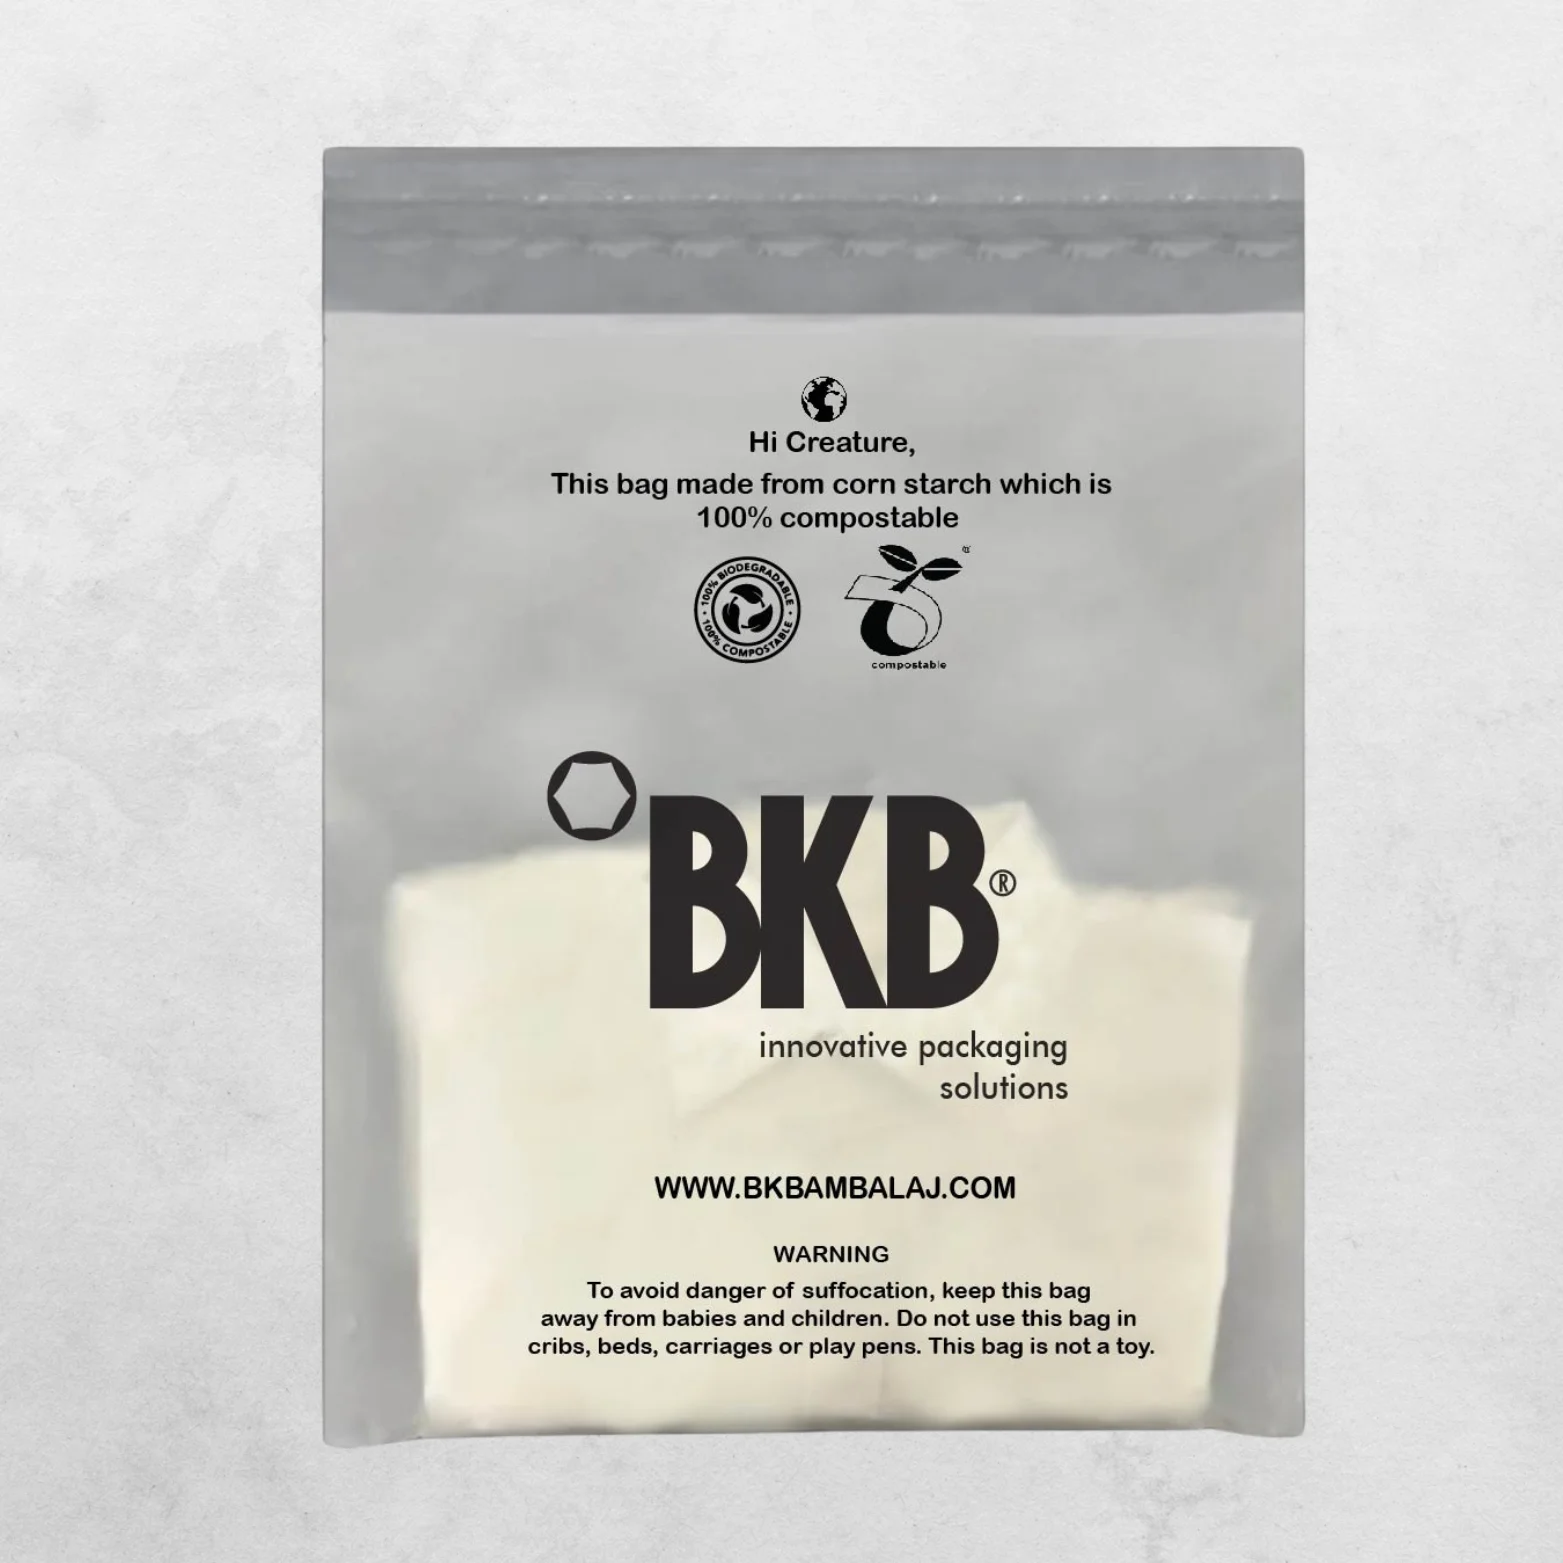 Hi Creature,
This bag made from corn starch which is
100% compostable
· 100% BIODEGRADABLE ·
100% COMPOSTABLE
®
compostable
BKB®
innovative packaging
solutions
WWW.BKBAMBALAJ.COM
WARNING
To avoid danger of suffocation, keep this bag
away from babies and children. Do not use this bag in
cribs, beds, carriages or play pens. This bag is not a toy.